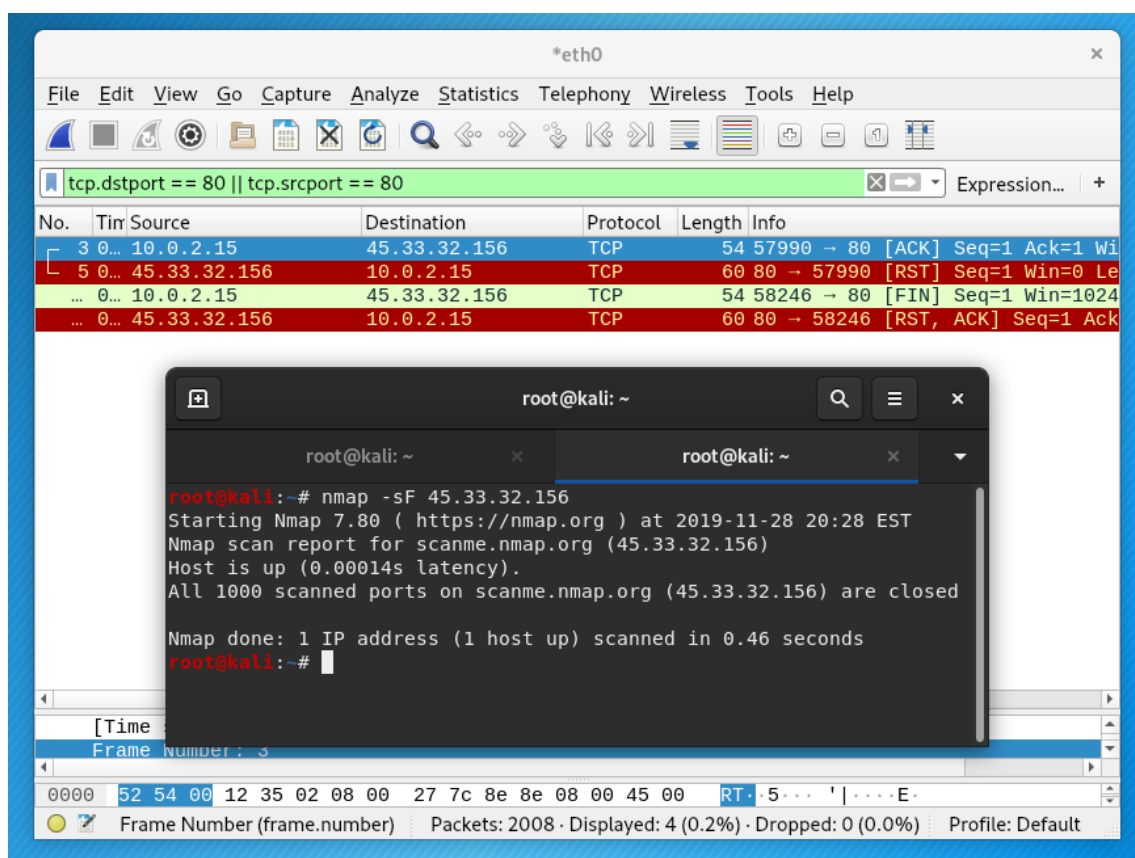 *eth0
File Edit View Go Capture Analyze Statistics Telephony Wireless Tools Help
tcp.dstport == 80 || tcp.srcport == 80 Expression... +
No. Tim Source Destination Protocol Length Info
3 0… 10.0.2.15 45.33.32.156 TCP 54 57990 → 80 [ACK] Seq=1 Ack=1 Wi
5 0… 45.33.32.156 10.0.2.15 TCP 60 80 → 57990 [RST] Seq=1 Win=0 Le
… 0… 10.0.2.15 45.33.32.156 TCP 54 58246 → 80 [FIN] Seq=1 Win=1024
… 0… 45.33.32.156 10.0.2.15 TCP 60 80 → 58246 [RST, ACK] Seq=1 Ack
root@kali: ~
root@kali: ~ root@kali: ~
root@kali:~# nmap -sF 45.33.32.156
Starting Nmap 7.80 ( https://nmap.org ) at 2019-11-28 20:28 EST
Nmap scan report for scanme.nmap.org (45.33.32.156)
Host is up (0.00014s latency).
All 1000 scanned ports on scanme.nmap.org (45.33.32.156) are closed
Nmap done: 1 IP address (1 host up) scanned in 0.46 seconds
root@kali:~#
[Time
Frame Number: 3
0000 52 54 00 12 35 02 08 00 27 7c 8e 8e 08 00 45 00 RT··5··· '|····E·
Frame Number (frame.number) Packets: 2008 · Displayed: 4 (0.2%) · Dropped: 0 (0.0%) Profile: Default